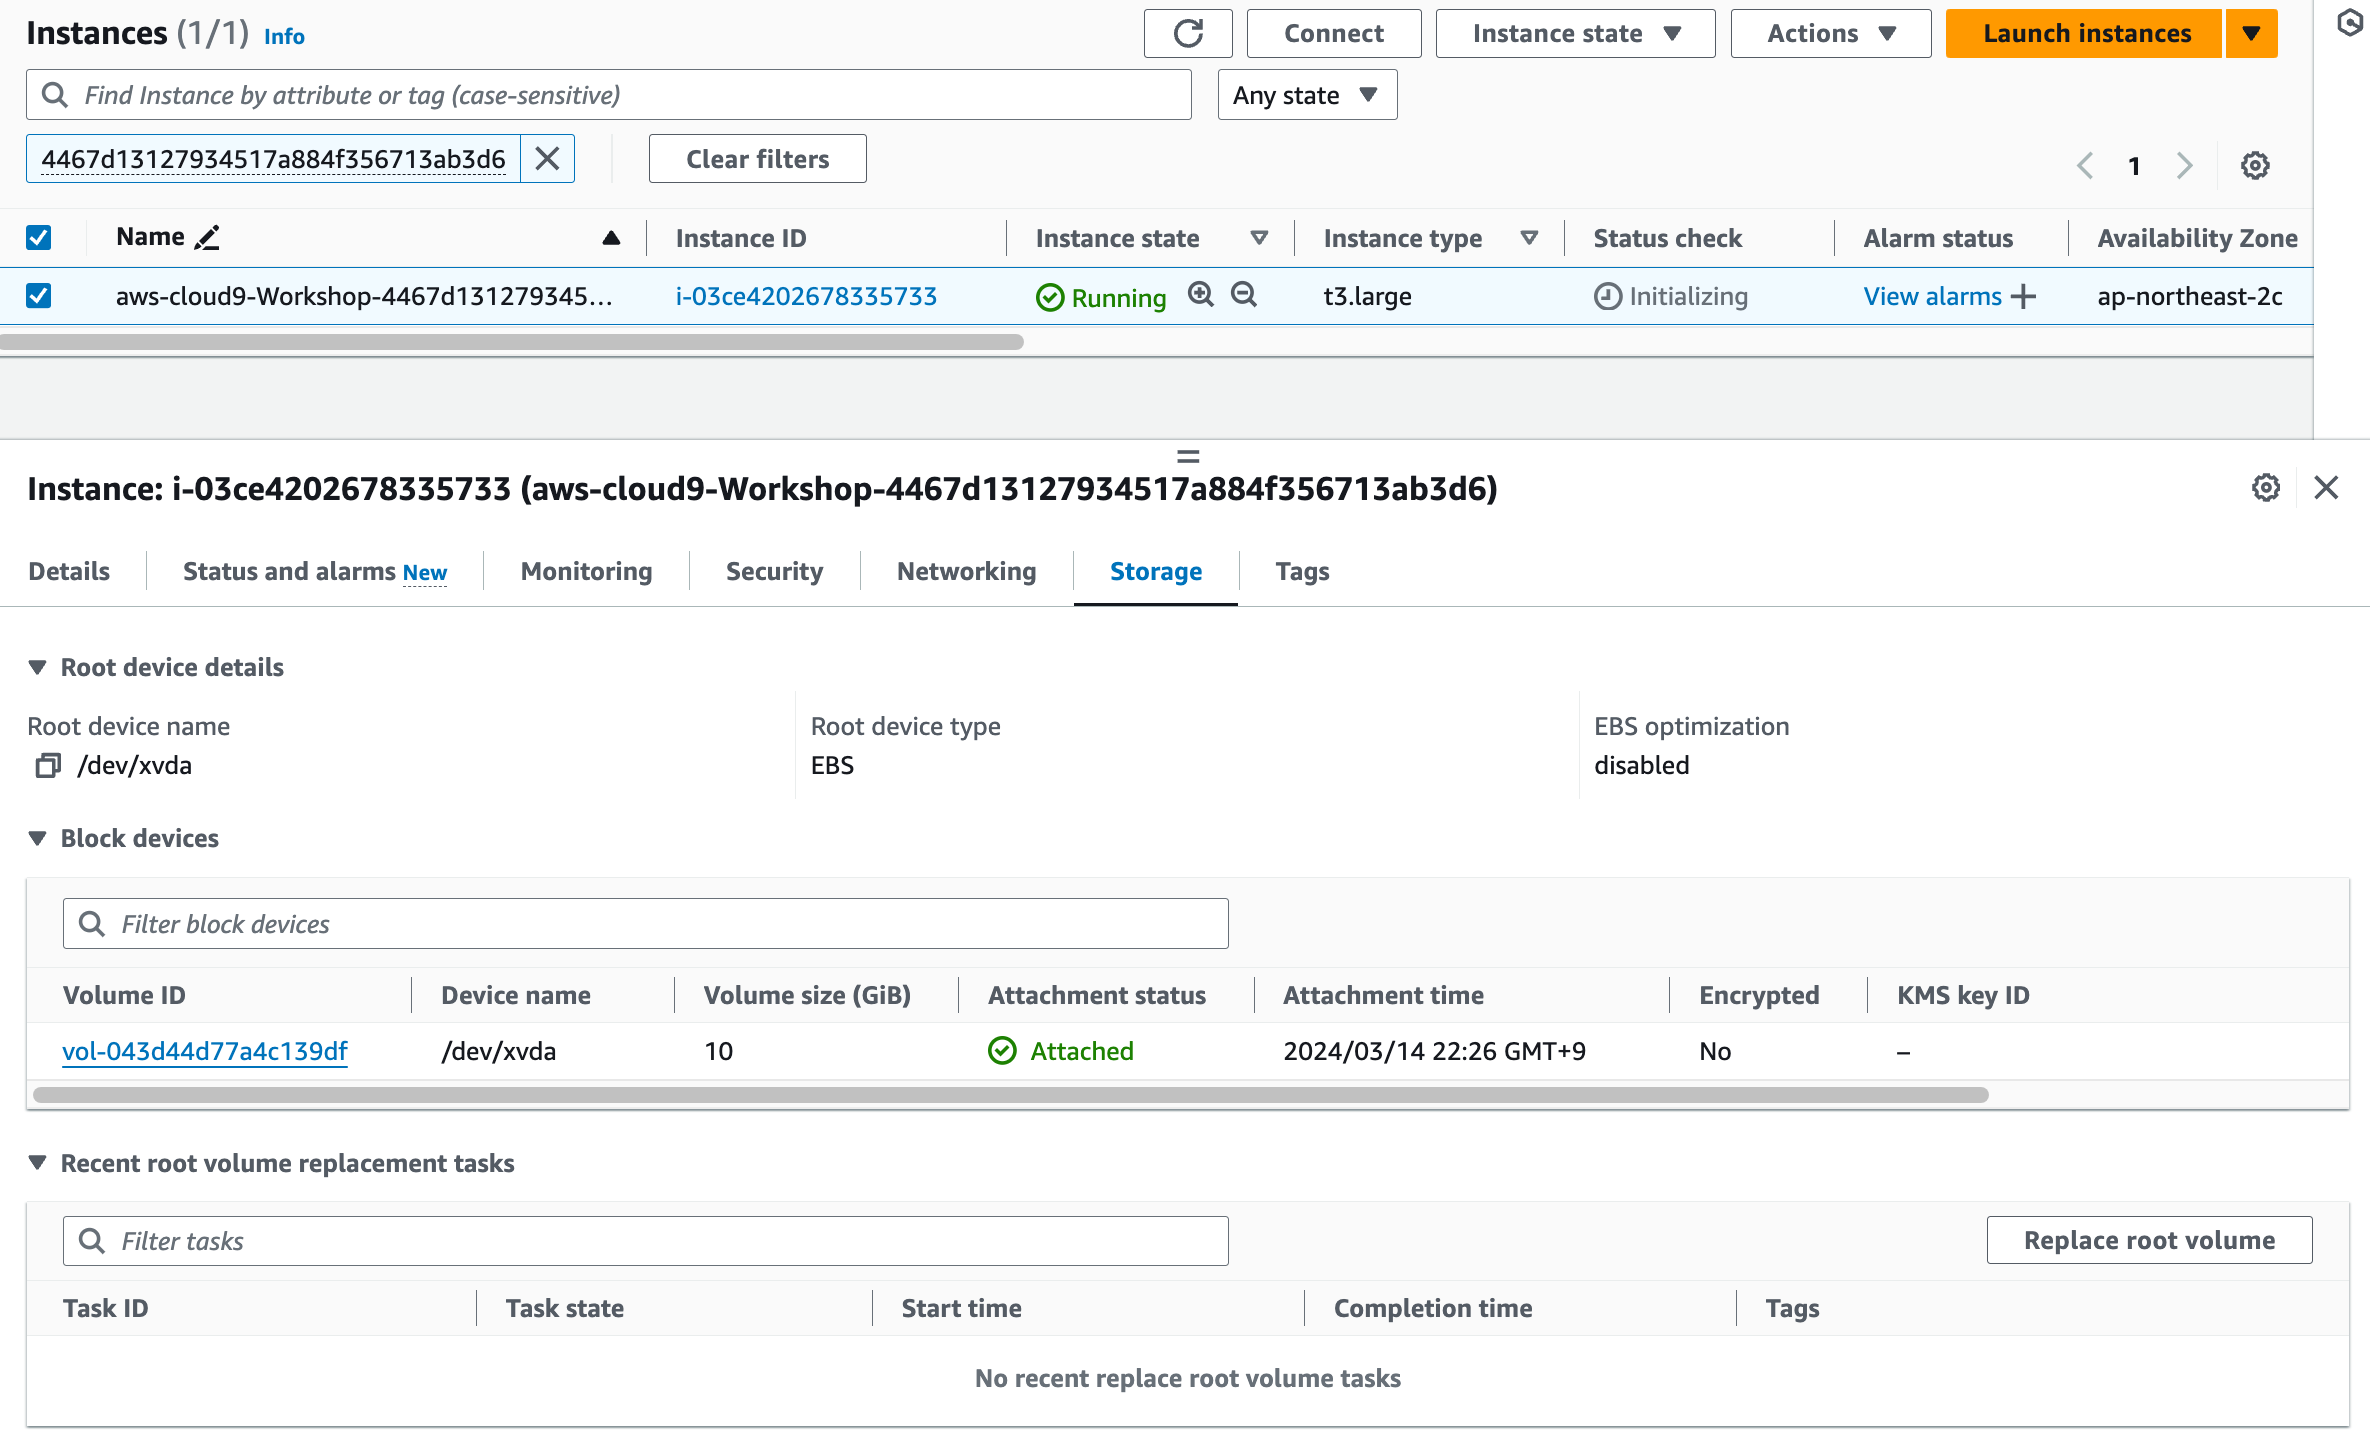 Instances (1/1) Info Connect Instance state Actions Launch instances
Find Instance by attribute or tag (case-sensitive) Any state
4467d13127934517a884f356713ab3d6 Clear filters 1
Name Instance ID Instance state Instance type Status check Alarm status Availability Zone
aws-cloud9-Workshop-4467d131279345... i-03ce4202678335733 Running t3.large Initializing View alarms + ap-northeast-2c
Instance: i-03ce4202678335733 (aws-cloud9-Workshop-4467d13127934517a884f356713ab3d6)
Details Status and alarms New Monitoring Security Networking Storage Tags
Root device details
Root device name Root device type EBS optimization
/dev/xvda EBS disabled
Block devices
Filter block devices
Volume ID Device name Volume size (GiB) Attachment status Attachment time Encrypted KMS key ID
vol-043d44d77a4c139df /dev/xvda 10 Attached 2024/03/14 22:26 GMT+9 No –
Recent root volume replacement tasks
Filter tasks Replace root volume
Task ID Task state Start time Completion time Tags
No recent replace root volume tasks